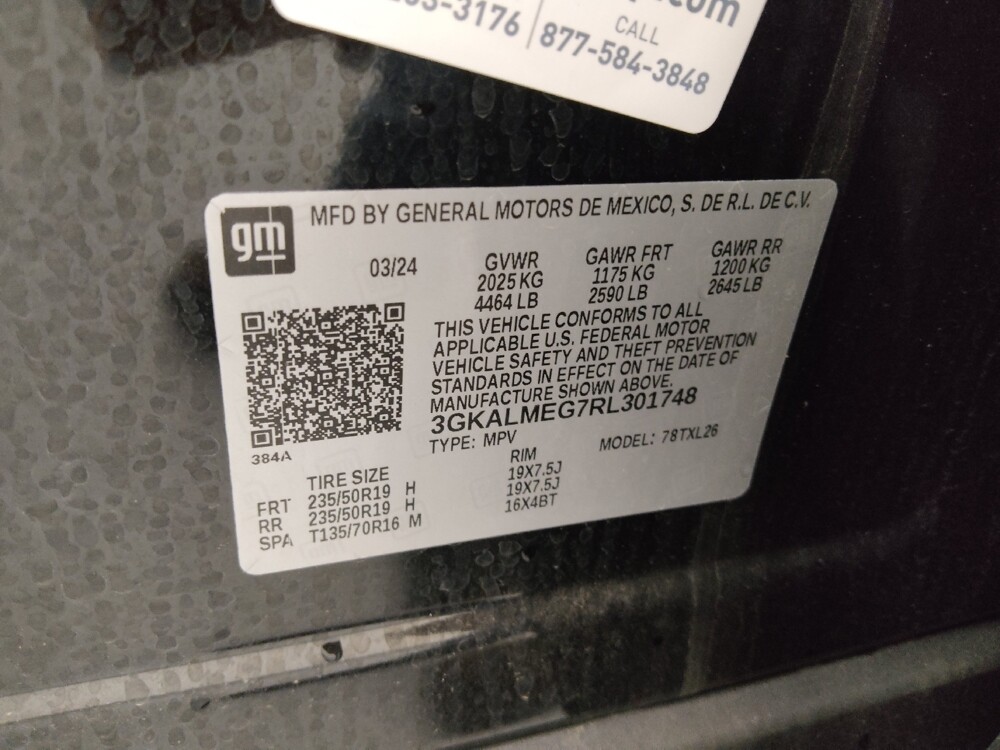 -3176
877-584-3848
CALL
com
gm
MFD BY GENERAL MOTORS DE MEXICO, S. DE R.L. DE C.V.
03/24
GVWR
2025 KG
4464 LB
GAWR FRT
1175 KG
2590 LB
GAWR RR
1200 KG
2645 LB
THIS VEHICLE CONFORMS TO ALL
APPLICABLE U.S. FEDERAL MOTOR
VEHICLE SAFETY AND THEFT PREVENTION
STANDARDS IN EFFECT ON THE DATE OF
MANUFACTURE SHOWN ABOVE.
3GKALMEG7RL301748
TYPE: MPV
MODEL: 78TXL26
384A
TIRE SIZE
RIM
FRT 235/50R19 H 19X7.5J
RR 235/50R19 H 19X7.5J
SPA T135/70R16 M 16X4BT